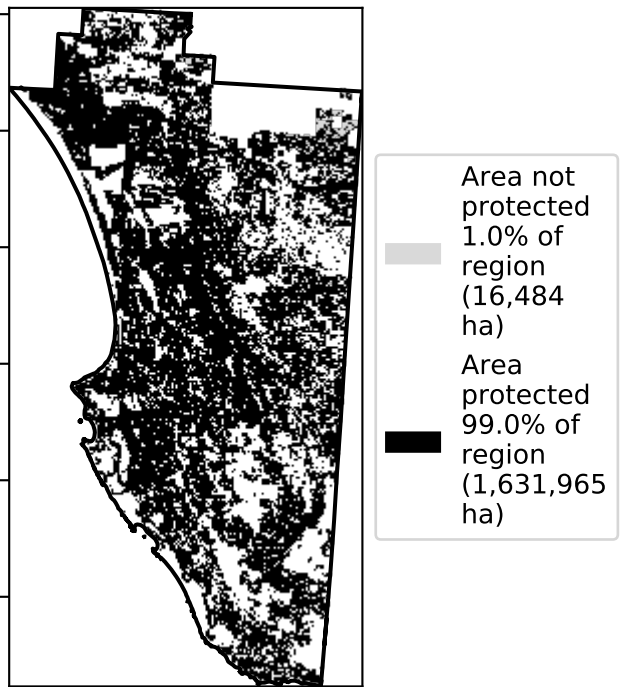 Area not
protected
1.0% of
region
(16,484
ha)
Area
protected
99.0% of
region
(1,631,965
ha)